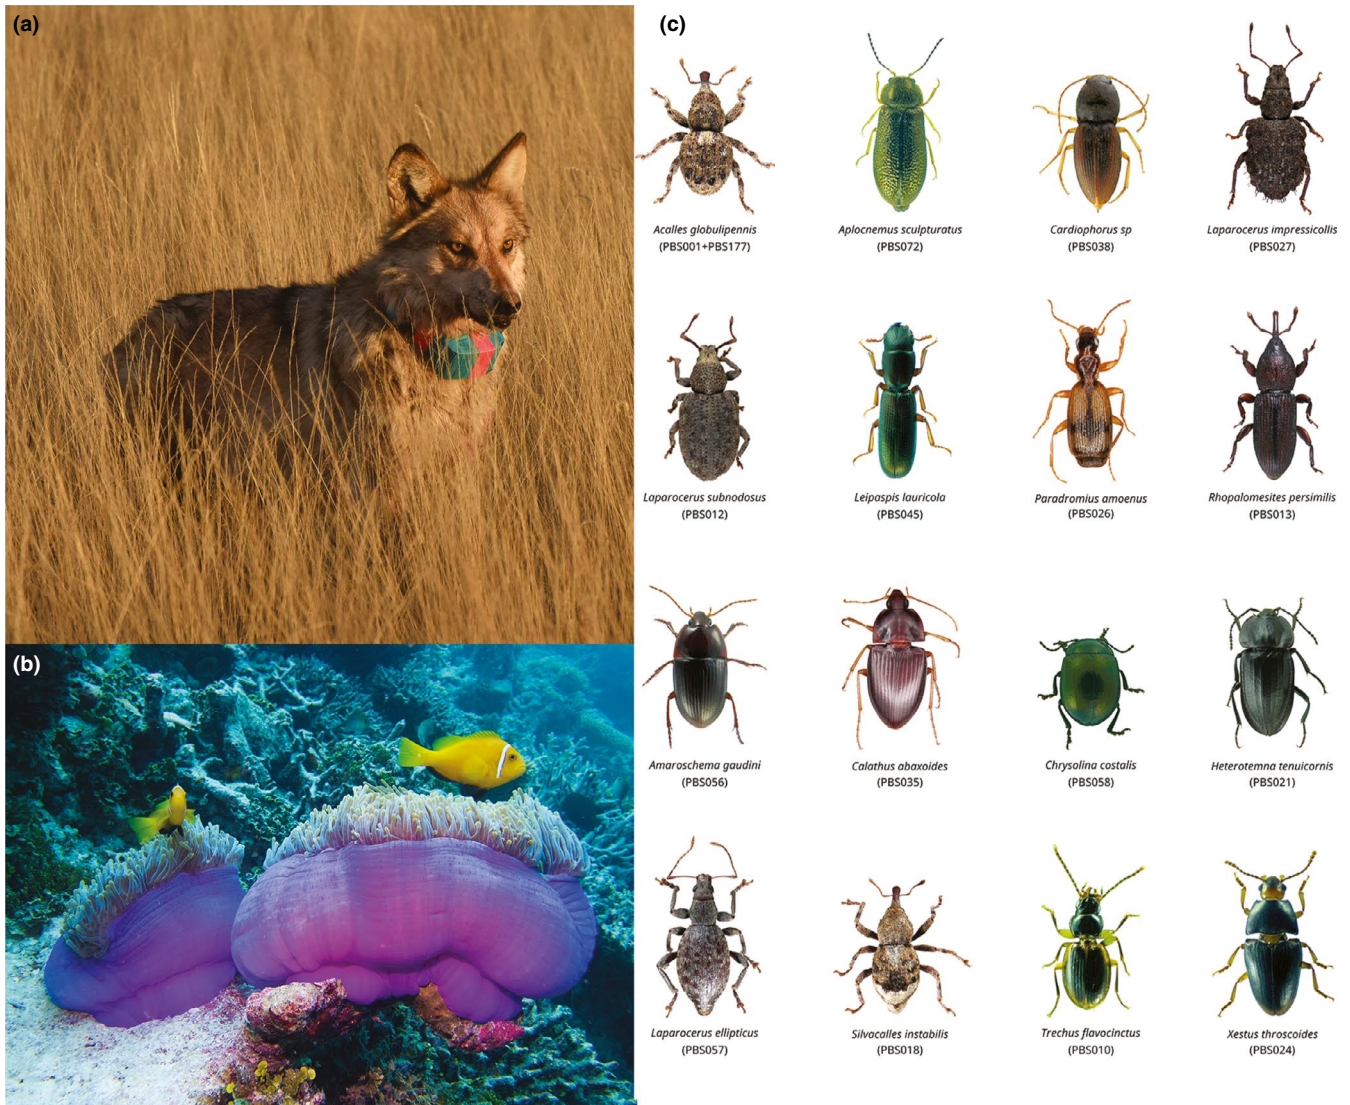 (a)
(b)
(c)
Acalles globulipennis
(PBS001+PBS177)
Aplocnemus sculpturatus
(PBS072)
Cardiophorus sp
(PBS038)
Laparocerus impressicollis
(PBS027)
Laparocerus subnodosus
(PBS012)
Leipaspis lauricola
(PBS045)
Paradromius amoenus
(PBS026)
Rhopalomesites persimilis
(PBS013)
Amaroschema gaudini
(PBS056)
Calathus abaxoides
(PBS035)
Chrysolina costalis
(PBS058)
Heterotemna tenuicornis
(PBS021)
Laparocerus ellipticus
(PBS057)
Silvacalles instabilis
(PBS018)
Trechus flavocinctus
(PBS010)
Xestus throscoides
(PBS024)